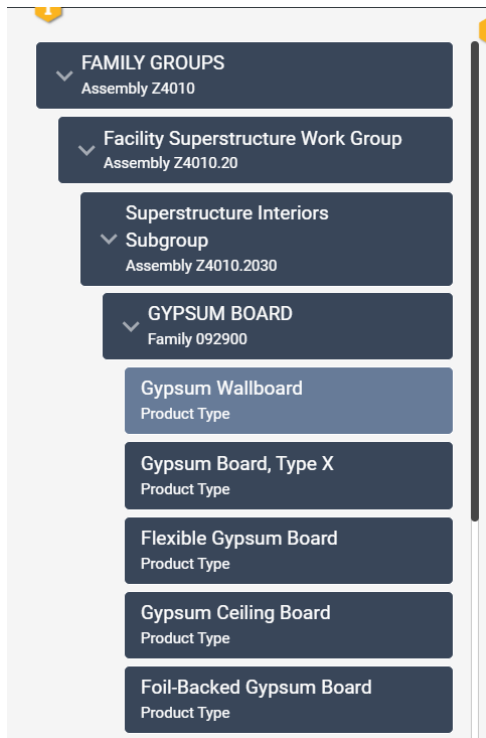 FAMILY GROUPS
Assembly Z4010
Facility Superstructure Work Group
Assembly Z4010.20
Superstructure Interiors
Subgroup
Assembly Z4010.2030
GYPSUM BOARD
Family 092900
Gypsum Wallboard
Product Type
Gypsum Board, Type X
Product Type
Flexible Gypsum Board
Product Type
Gypsum Ceiling Board
Product Type
Foil-Backed Gypsum Board
Product Type